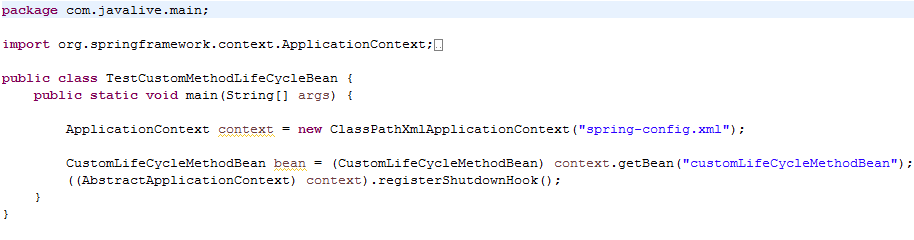 package com.javalive.main;
import org.springframework.context.ApplicationContext;
public class TestCustomMethodLifeCycleBean {
public static void main(String[] args) {
ApplicationContext context = new ClassPathXmlApplicationContext("spring-config.xml");
CustomLifeCycleMethodBean bean = (CustomLifeCycleMethodBean) context.getBean("customLifeCycleMethodBean");
((AbstractApplicationContext) context).registerShutdownHook();
}
}